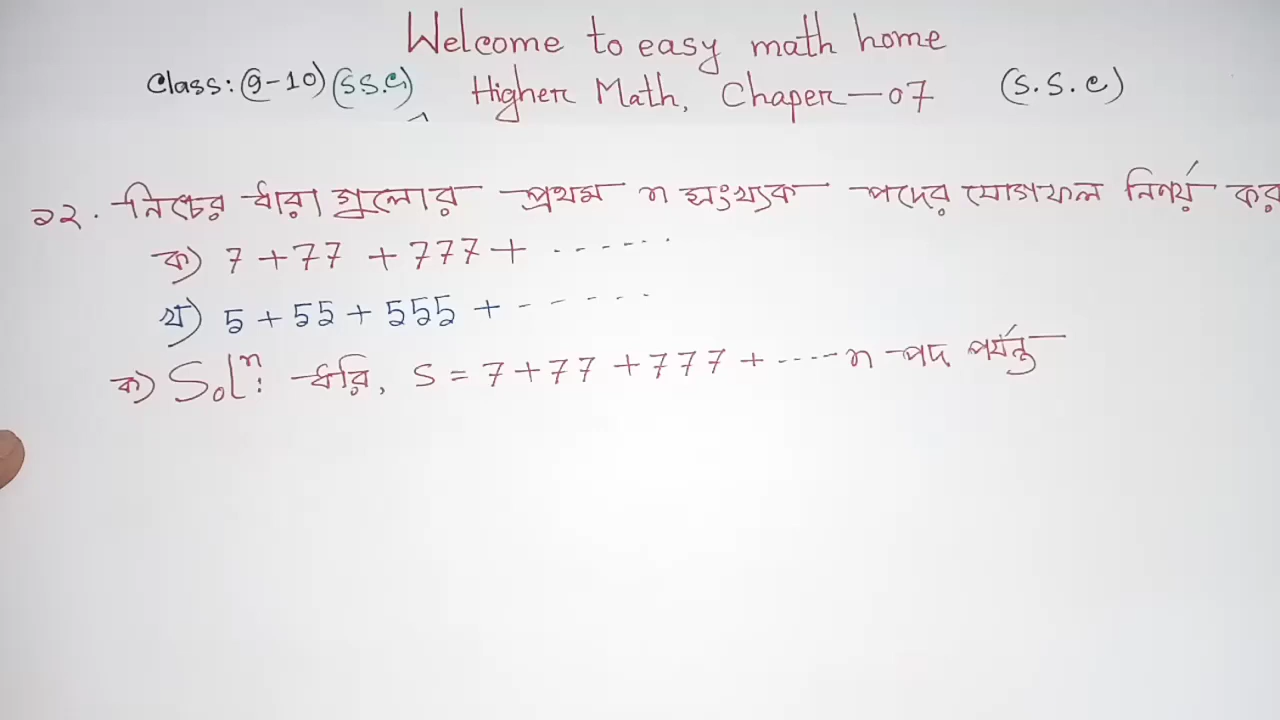 Welcome to easy math home
Class: (9-10) (S.S.C) Higher Math, Chaper-07 (S.S.C)
১২. নিচের ধারা গুলোর প্রথম n সংখ্যক পদের যোগফল নির্ণয় কর
ক) 7+77+777+ .......
খ) 5+55+555+ ......
ক) Solⁿ: ধরি, S = 7+77+777+ .... n পদ পর্যন্ত